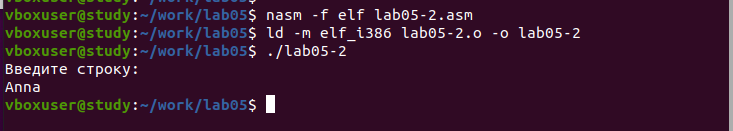 vboxuser@study:~/work/lab05$ nasm -f elf lab05-2.asm
vboxuser@study:~/work/lab05$ ld -m elf_i386 lab05-2.o -o lab05-2
vboxuser@study:~/work/lab05$ ./lab05-2
Введите строку:
Anna
vboxuser@study:~/work/lab05$